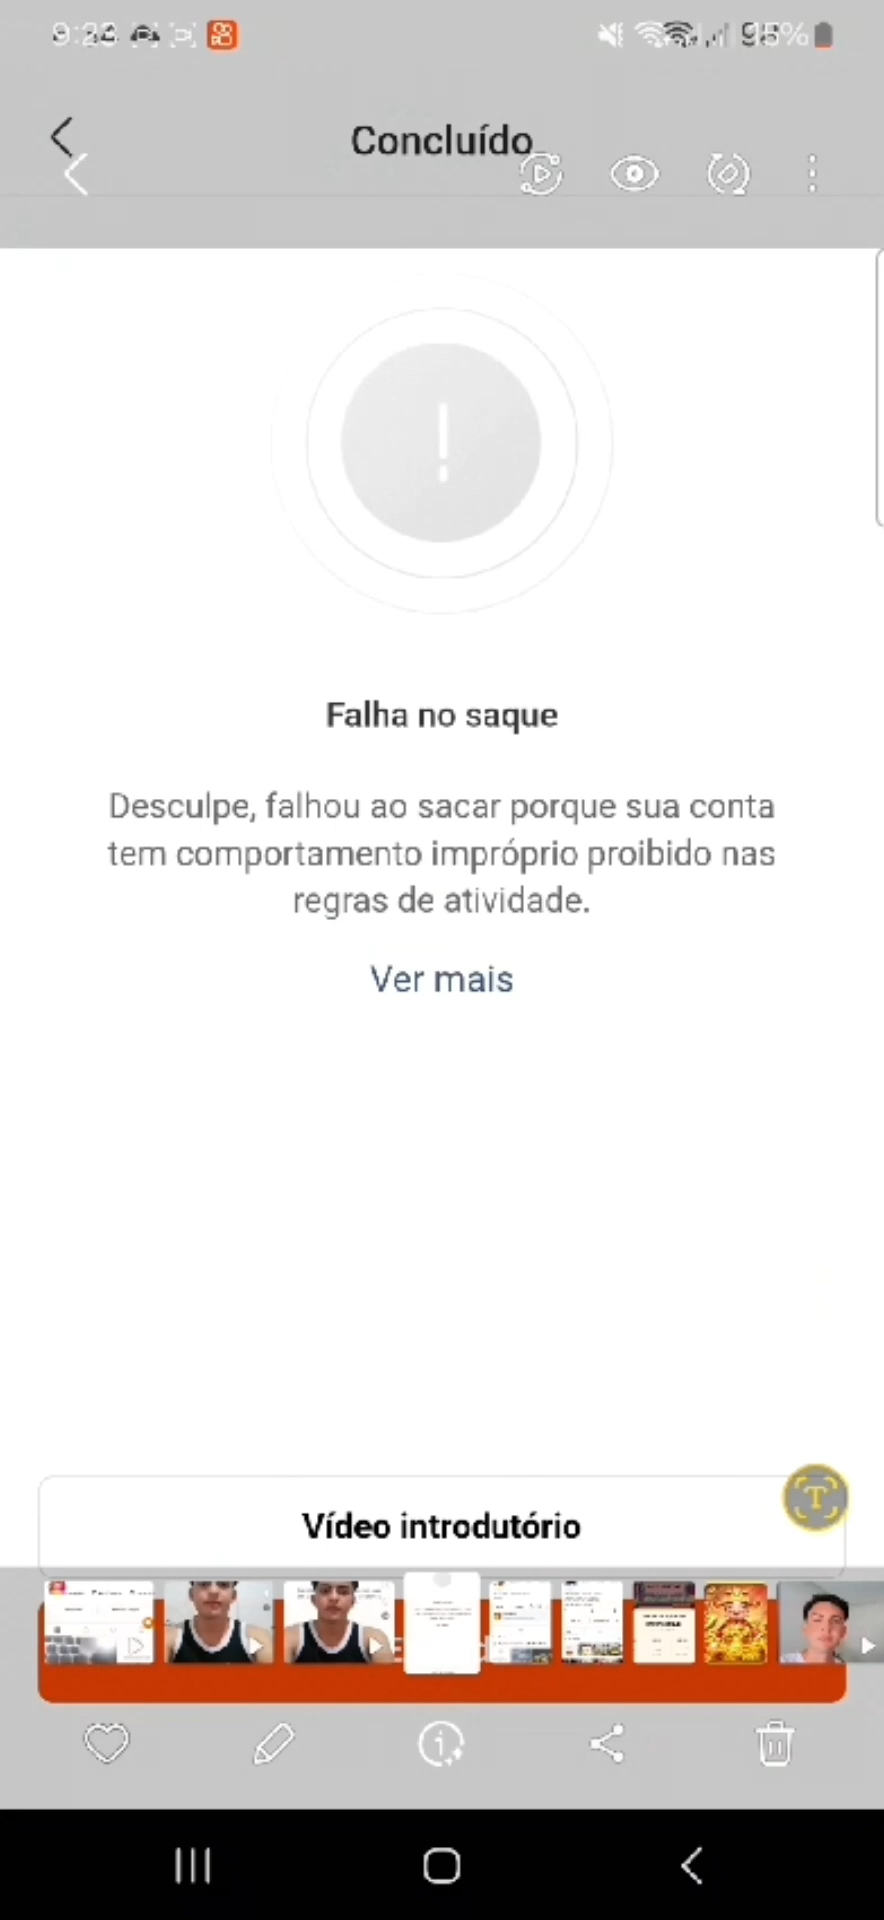 Concluído
Falha no saque
Desculpe, falhou ao sacar porque sua conta
tem comportamento impróprio proibido nas
regras de atividade.
Ver mais
Vídeo introdutório
T